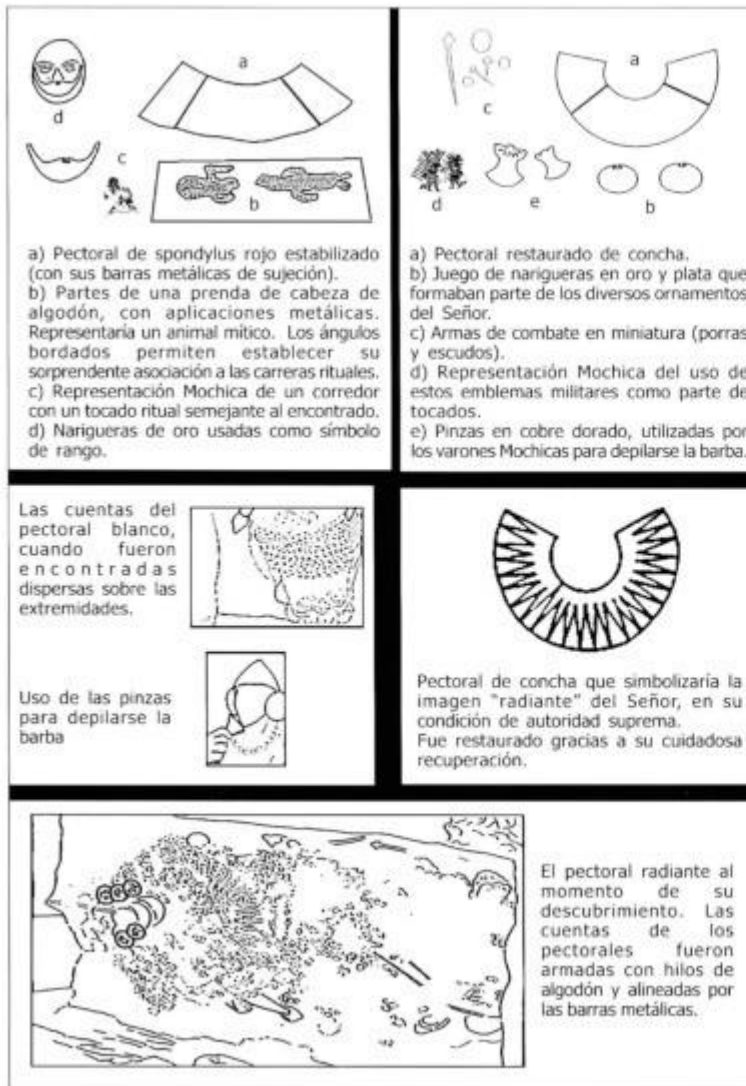 a
d
c
b
a) Pectoral de spondylus rojo estabilizado
(con sus barras metálicas de sujeción).
b) Partes de una prenda de cabeza de
algodón, con aplicaciones metálicas.
Representaría un animal mítico. Los ángulos
bordados permiten establecer su
sorprendente asociación a las carreras rituales.
c) Representación Mochica de un corredor
con un tocado ritual semejante al encontrado.
d) Narigueras de oro usadas como símbolo
de rango.
a
c
d
e
b
a) Pectoral restaurado de concha.
b) Juego de narigueras en oro y plata que
formaban parte de los diversos ornamentos
del Señor.
c) Armas de combate en miniatura (porras
y escudos).
d) Representación Mochica del uso de
estos emblemas militares como parte de
tocados.
e) Pinzas en cobre dorado, utilizadas por
los varones Mochicas para depilarse la barba.
Las cuentas del
pectoral blanco,
cuando fueron
encontradas
dispersas sobre las
extremidades.
Uso de las pinzas
para depilarse la
barba
Pectoral de concha que simbolizaría la
imagen "radiante" del Señor, en su
condición de autoridad suprema.
Fue restaurado gracias a su cuidadosa
recuperación.
El pectoral radiante al
momento de su
descubrimiento. Las
cuentas de los
pectorales fueron
armadas con hilos de
algodón y alineadas por
las barras metálicas.